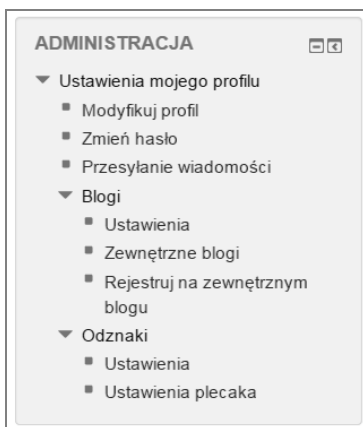 ADMINISTRACJA
Ustawienia mojego profilu
Modyfikuj profil
Zmień hasło
Przesyłanie wiadomości
Blogi
Ustawienia
Zewnętrzne blogi
Rejestruj na zewnętrznym
blogu
Odznaki
Ustawienia
Ustawienia plecaka